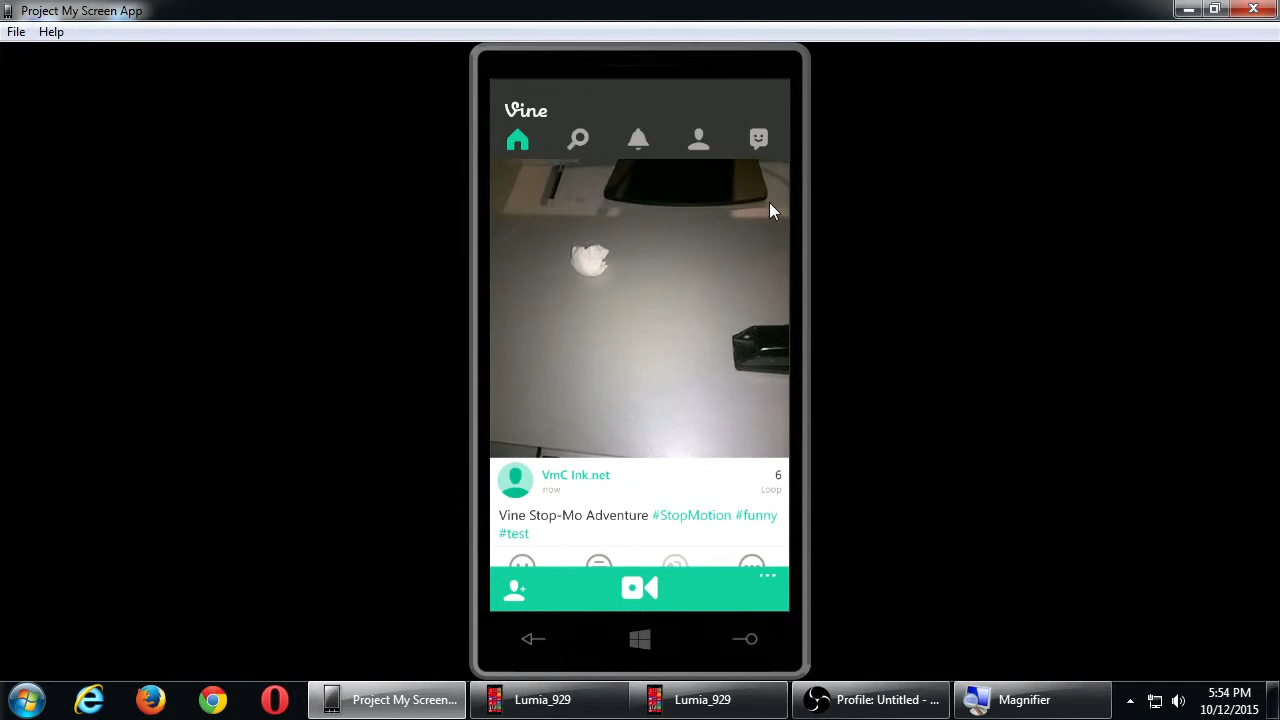 Project My Screen App
File Help
Vine
VmC Ink.net
6
now
Loop
Vine Stop-Mo Adventure #StopMotion #funny
#test
Project My Screen...
Lumia_929
Lumia_929
Profile: Untitled - ...
Magnifier
5:54 PM
10/12/2015